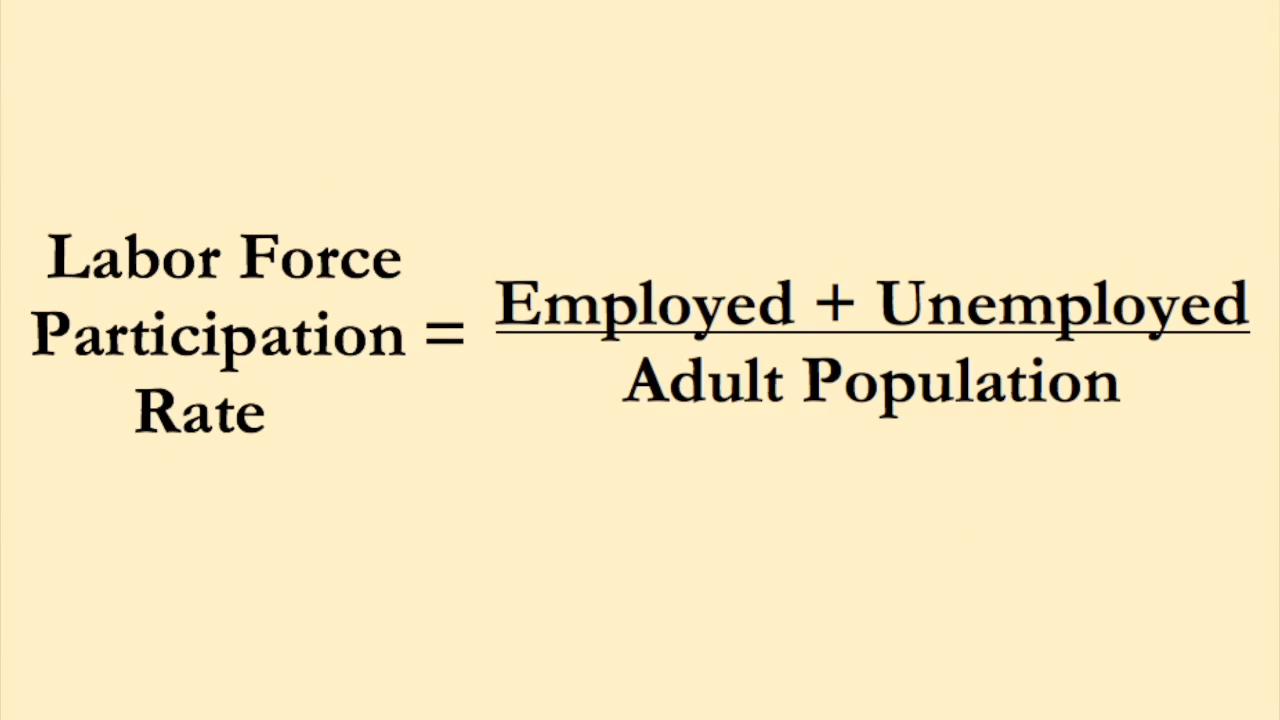 Labor Force
Participation =
Rate
Employed + Unemployed
Adult Population